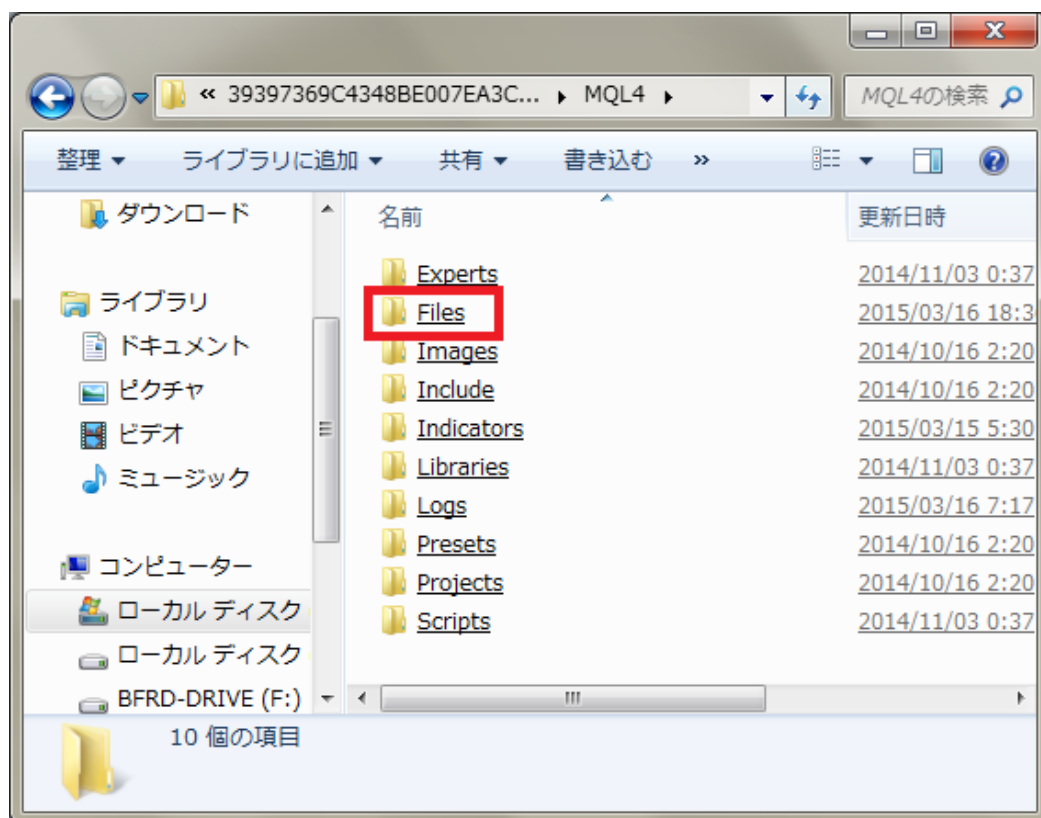 « 39397369C4348BE007EA3C... ▸ MQL4 ▸
MQL4の検索
整理 ライブラリに追加 共有 書き込む »
ダウンロード
ライブラリ
ドキュメント
ピクチャ
ビデオ
ミュージック
コンピューター
ローカル ディスク
ローカル ディスク
BFRD-DRIVE (F:)
名前 更新日時
Experts 2014/11/03 0:37
Files 2015/03/16 18:3
Images 2014/10/16 2:20
Include 2014/10/16 2:20
Indicators 2015/03/15 5:30
Libraries 2014/11/03 0:37
Logs 2015/03/16 7:17
Presets 2014/10/16 2:20
Projects 2014/10/16 2:20
Scripts 2014/11/03 0:37
10 個の項目